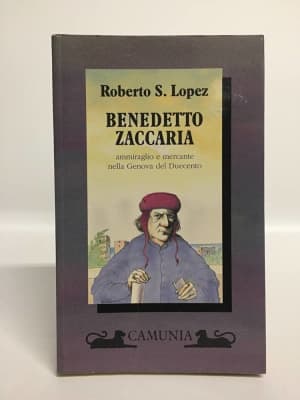 Roberto S. Lopez
BENEDETTO
ZACCARIA
ammiraglio e mercante
nella Genova del Duecento
CAMUNIA